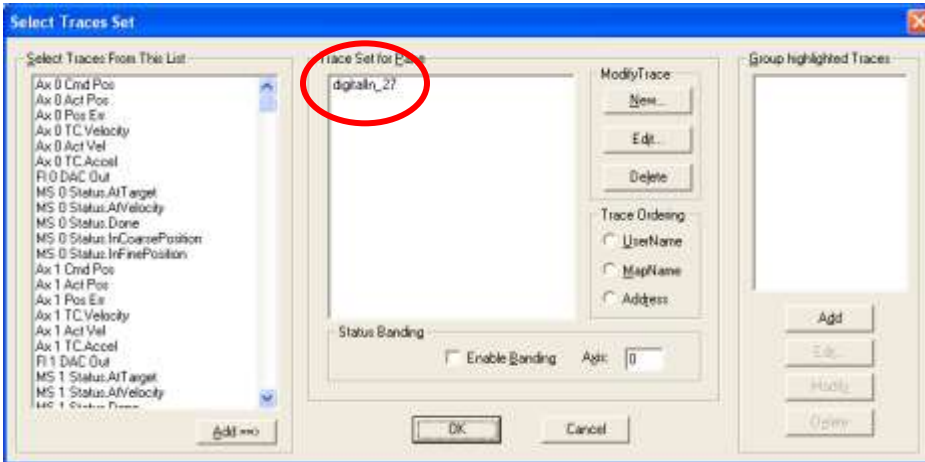 Select Traces Set
Select Traces From This List
Ax 0 Cmd Pos
Ax 0 Act Pos
Ax 0 Pos Err
Ax 0 TC.Velocity
Ax 0 Act Vel
Ax 0 TC.Accel
Fl 0 DAC Out
MS 0 Status.AtTarget
MS 0 Status.AtVelocity
MS 0 Status.Done
MS 0 Status.InCoarsePosition
MS 0 Status.InFinePosition
Ax 1 Cmd Pos
Ax 1 Act Pos
Ax 1 Pos Err
Ax 1 TC.Velocity
Ax 1 Act Vel
Ax 1 TC.Accel
Fl 1 DAC Out
MS 1 Status.AtTarget
MS 1 Status.AtVelocity
MS 1 Status.Done
Add ==>
Trace Set for Plane
digitalIn_27
ModifyTrace
New...
Edit...
Delete
Trace Ordering
UserName
MapName
Address
Status Banding
Enable Banding Axis: 0
OK
Cancel
Group highlighted Traces
Add
Edit...
Modify
Delete